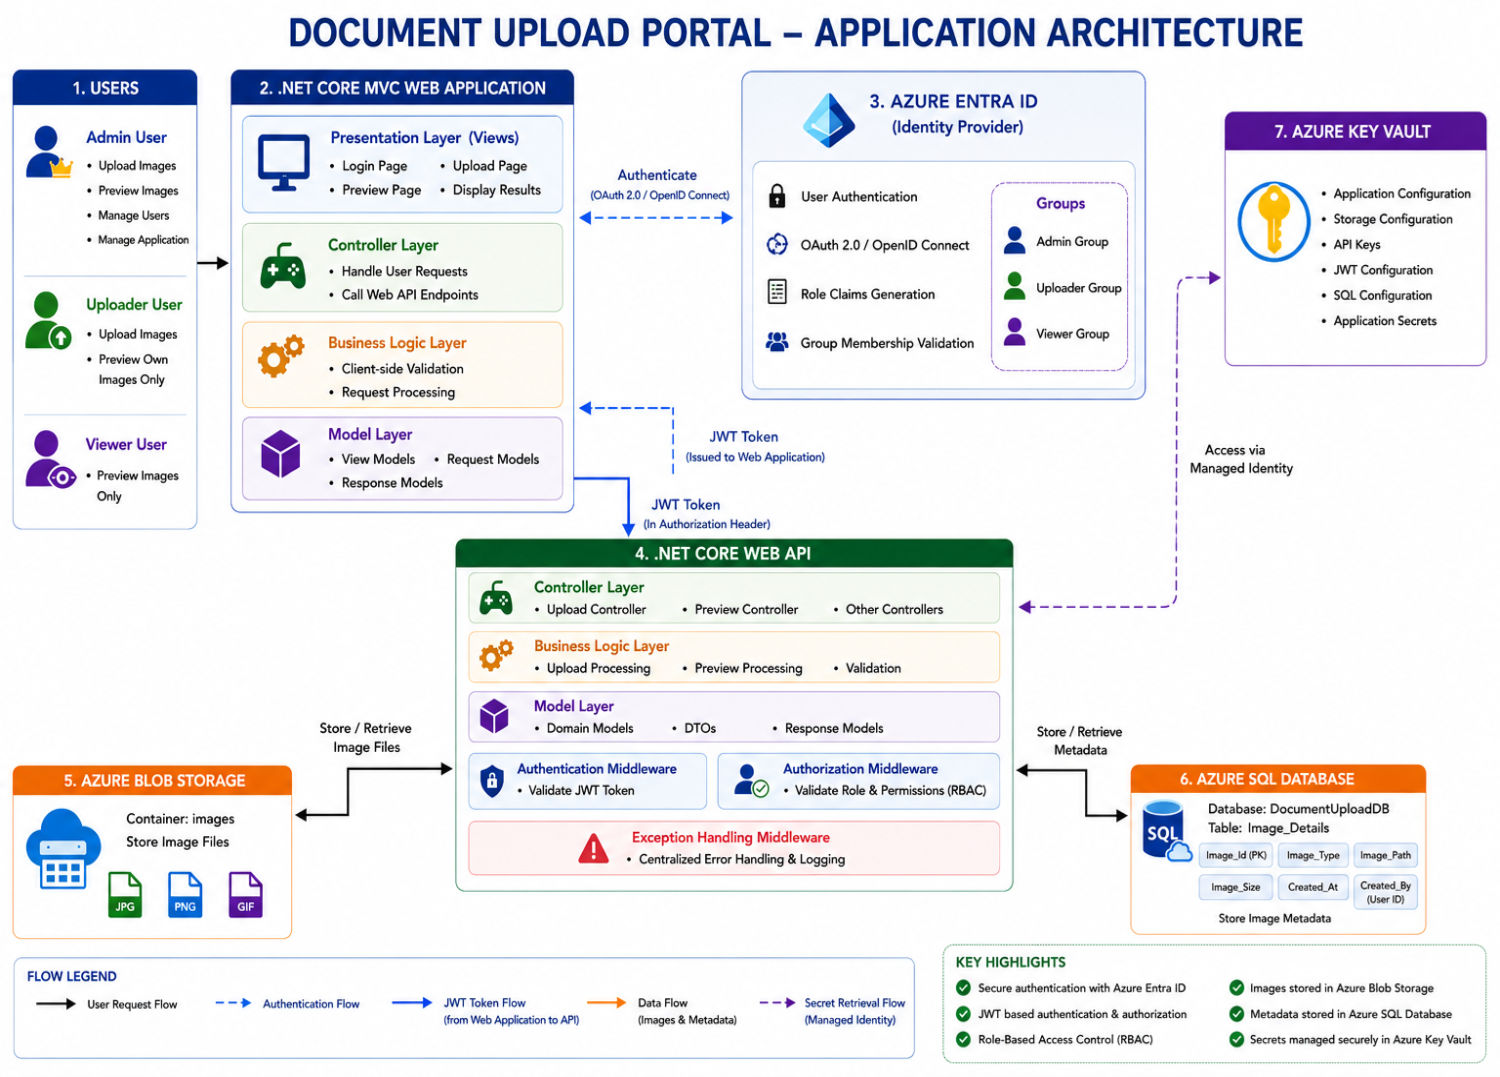 DOCUMENT UPLOAD PORTAL – APPLICATION ARCHITECTURE
1. USERS
Admin User
• Upload Images
• Preview Images
• Manage Users
• Manage Application
Uploader User
• Upload Images
• Preview Own
Images Only
Viewer User
• Preview Images
Only
2. .NET CORE MVC WEB APPLICATION
Presentation Layer (Views)
• Login Page • Upload Page
• Preview Page • Display Results
Controller Layer
• Handle User Requests
• Call Web API Endpoints
Business Logic Layer
• Client-side Validation
• Request Processing
Model Layer
• View Models • Request Models
• Response Models
Authenticate
(OAuth 2.0 / OpenID Connect)
3. AZURE ENTRA ID
(Identity Provider)
User Authentication
OAuth 2.0 / OpenID Connect
Role Claims Generation
Group Membership Validation
Groups
Admin Group
Uploader Group
Viewer Group
7. AZURE KEY VAULT
• Application Configuration
• Storage Configuration
• API Keys
• JWT Configuration
• SQL Configuration
• Application Secrets
JWT Token
(Issued to Web Application)
JWT Token
(In Authorization Header)
Access via
Managed Identity
4. .NET CORE WEB API
Controller Layer
• Upload Controller • Preview Controller • Other Controllers
Business Logic Layer
• Upload Processing • Preview Processing • Validation
Model Layer
• Domain Models • DTOs • Response Models
Authentication Middleware
• Validate JWT Token
Authorization Middleware
• Validate Role & Permissions (RBAC)
Exception Handling Middleware
• Centralized Error Handling & Logging
Store / Retrieve
Image Files
Store / Retrieve
Metadata
5. AZURE BLOB STORAGE
Container: images
Store Image Files
JPG PNG GIF
6. AZURE SQL DATABASE
SQL
Database: DocumentUploadDB
Table: Image_Details
Image_Id (PK) Image_Type Image_Path
Image_Size Created_At Created_By
(User ID)
Store Image Metadata
FLOW LEGEND
User Request Flow
Authentication Flow
JWT Token Flow
(from Web Application to API)
Data Flow
(Images & Metadata)
Secret Retrieval Flow
(Managed Identity)
KEY HIGHLIGHTS
Secure authentication with Azure Entra ID
JWT based authentication & authorization
Role-Based Access Control (RBAC)
Images stored in Azure Blob Storage
Metadata stored in Azure SQL Database
Secrets managed securely in Azure Key Vault